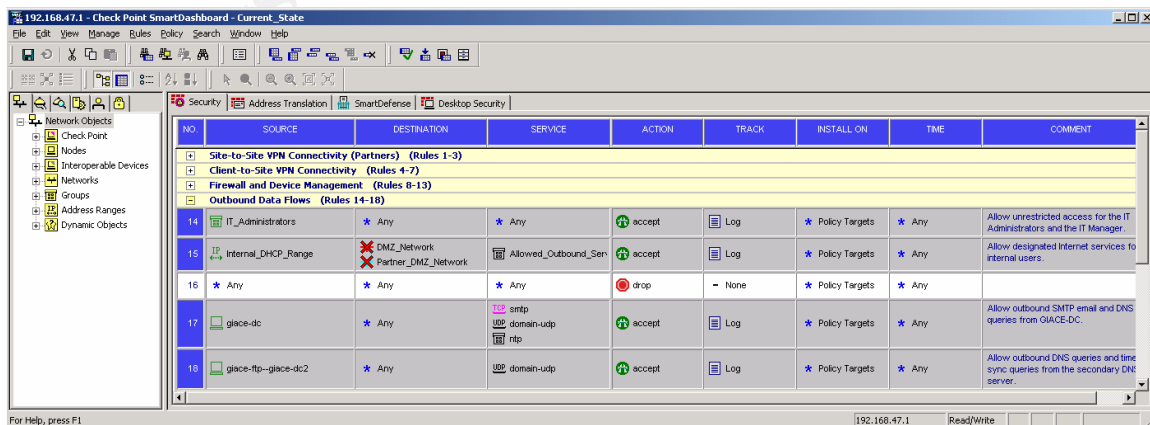 192.168.47.1 - Check Point SmartDashboard - Current_State
File Edit View Manage Rules Policy Search Window Help
Security Address Translation SmartDefense Desktop Security
Network Objects
Check Point
Nodes
Interoperable Devices
Networks
Groups
Address Ranges
Dynamic Objects
NO. SOURCE DESTINATION SERVICE ACTION TRACK INSTALL ON TIME COMMENT
Site-to-Site VPN Connectivity (Partners) (Rules 1-3)
Client-to-Site VPN Connectivity (Rules 4-7)
Firewall and Device Management (Rules 8-13)
Outbound Data Flows (Rules 14-18)
14 IT_Administrators * Any * Any accept Log * Policy Targets * Any Allow unrestricted access for the IT
Administrators and the IT Manager.
15 IP Internal_DHCP_Range DMZ_Network
Partner_DMZ_Network Allowed_Outbound_Serv accept Log * Policy Targets * Any Allow designated Internet services fo
internal users.
16 * Any * Any * Any drop - None * Policy Targets * Any
17 giace-dc * Any TCP smtp
UDP domain-udp
ntp accept Log * Policy Targets * Any Allow outbound SMTP email and DNS
queries from GIACE-DC.
18 giace-ftp--giace-dc2 * Any UDP domain-udp accept Log * Policy Targets * Any Allow outbound DNS queries and time
sync queries from the secondary DNS
server.
For Help, press F1 192.168.47.1 Read/Write